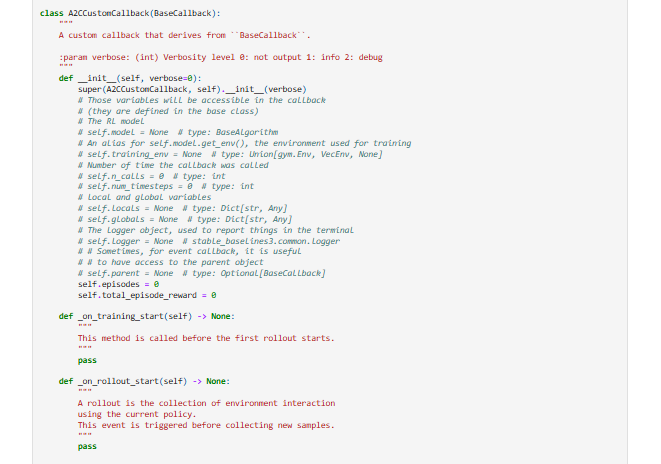 class A2CCustomCallback(BaseCallback):
"""
A custom callback that derives from ``BaseCallback``.
:param verbose: (int) Verbosity level 0: not output 1: info 2: debug
"""
def __init__(self, verbose=0):
super(A2CCustomCallback, self).__init__(verbose)
# Those variables will be accessible in the callback
# (they are defined in the base class)
# The RL model
# self.model = None  # type: BaseAlgorithm
# An alias for self.model.get_env(), the environment used for training
# self.training_env = None  # type: Union[gym.Env, VecEnv, None]
# Number of time the callback was called
# self.n_calls = 0  # type: int
# self.num_timesteps = 0  # type: int
# local and global variables
# self.locals = None  # type: Dict[str, Any]
# self.globals = None  # type: Dict[str, Any]
# The logger object, used to report things in the terminal
# self.logger = None  # stable_baselines3.common.logger
# # Sometimes, for event callback, it is useful
# # to have access to the parent object
# self.parent = None  # type: Optional[BaseCallback]
self.episodes = 0
self.total_episode_reward = 0
def _on_training_start(self) -> None:
"""
This method is called before the first rollout starts.
"""
pass
def _on_rollout_start(self) -> None:
"""
A rollout is the collection of environment interaction
using the current policy.
This event is triggered before collecting new samples.
"""
pass